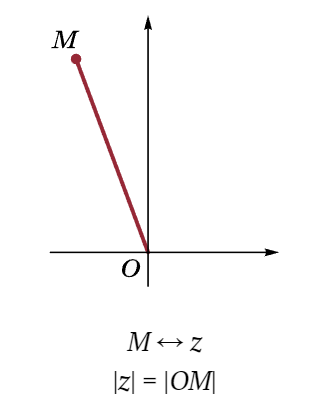 M
O
M ↔ z
|z| = |OM|